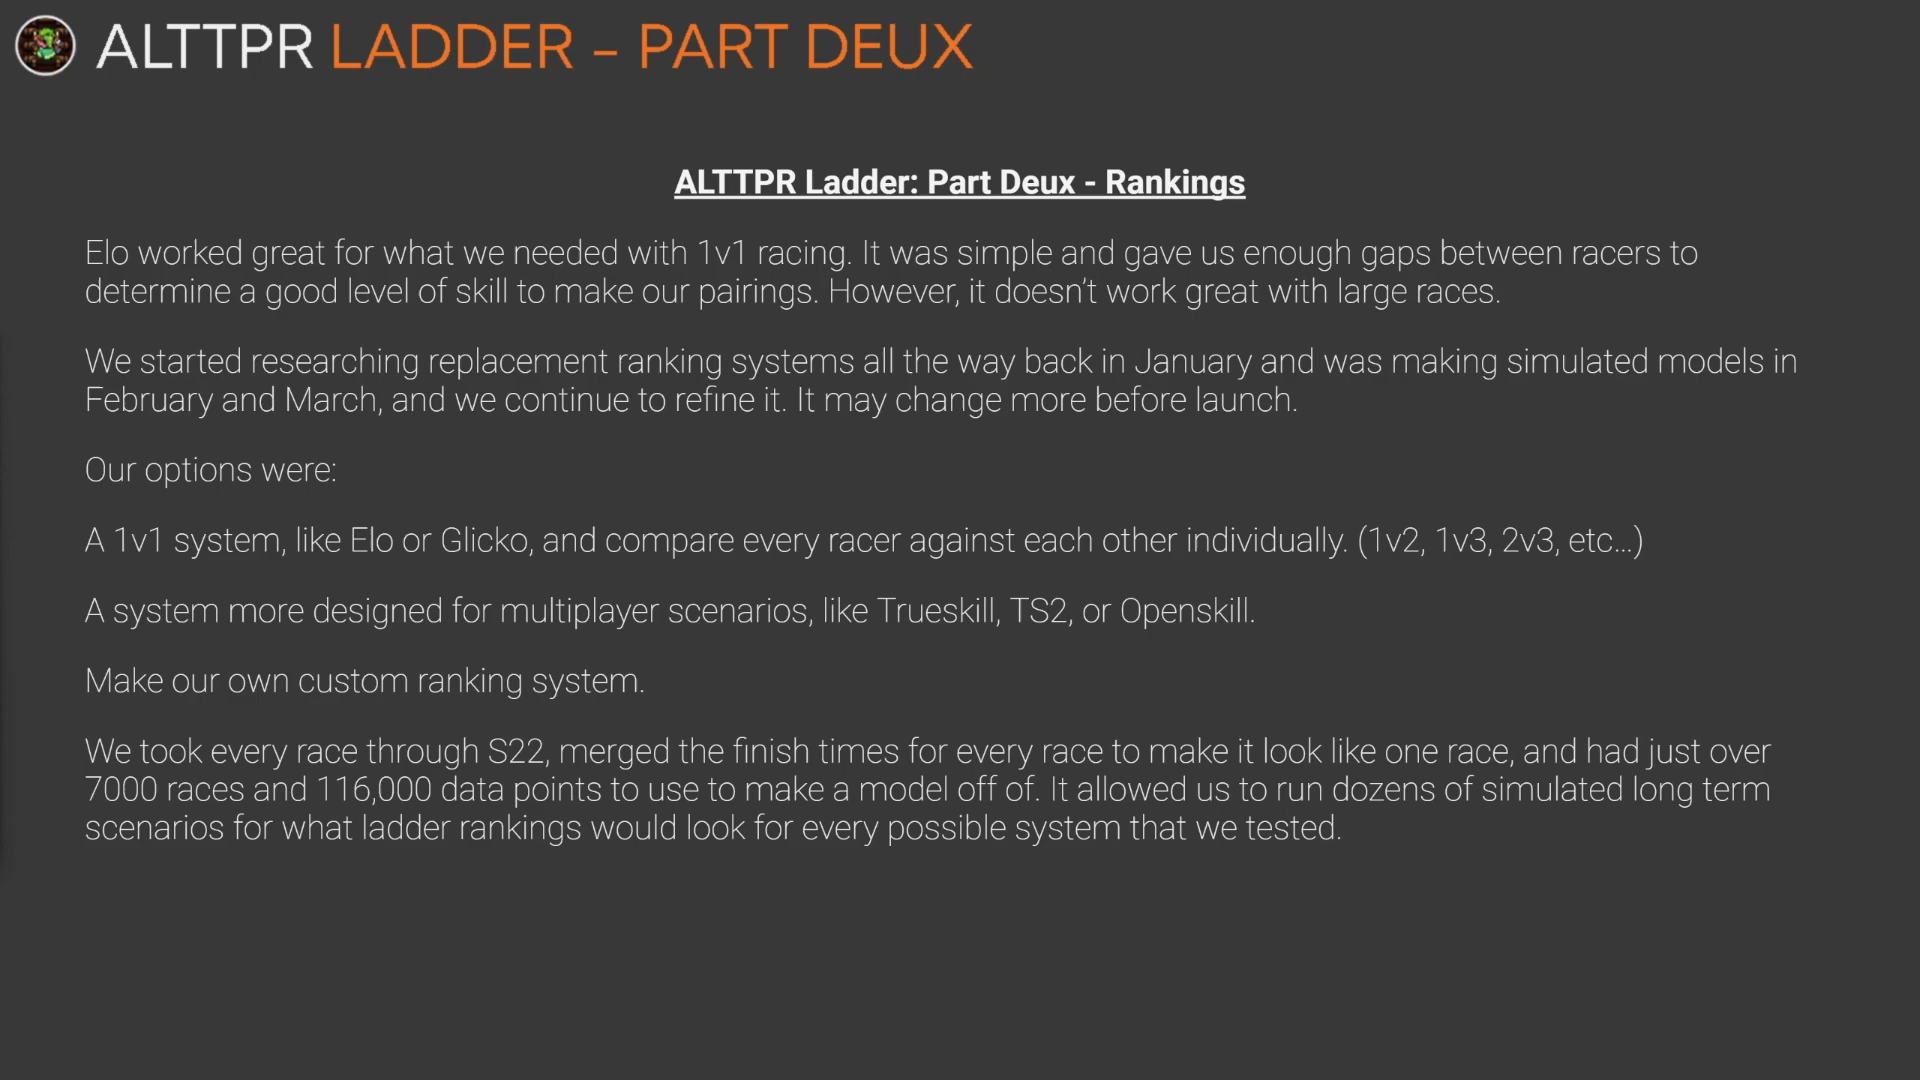 ALTTPR LADDER – PART DEUX
ALTTPR Ladder: Part Deux - Rankings
Elo worked great for what we needed with 1v1 racing. It was simple and gave us enough gaps between racers to
determine a good level of skill to make our pairings. However, it doesn’t work great with large races.
We started researching replacement ranking systems all the way back in January and was making simulated models in
February and March, and we continue to refine it. It may change more before launch.
Our options were:
A 1v1 system, like Elo or Glicko, and compare every racer against each other individually. (1v2, 1v3, 2v3, etc...)
A system more designed for multiplayer scenarios, like Trueskill, TS2, or Openskill.
Make our own custom ranking system.
We took every race through S22, merged the finish times for every race to make it look like one race, and had just over
7000 races and 116,000 data points to use to make a model off of. It allowed us to run dozens of simulated long term
scenarios for what ladder rankings would look for every possible system that we tested.